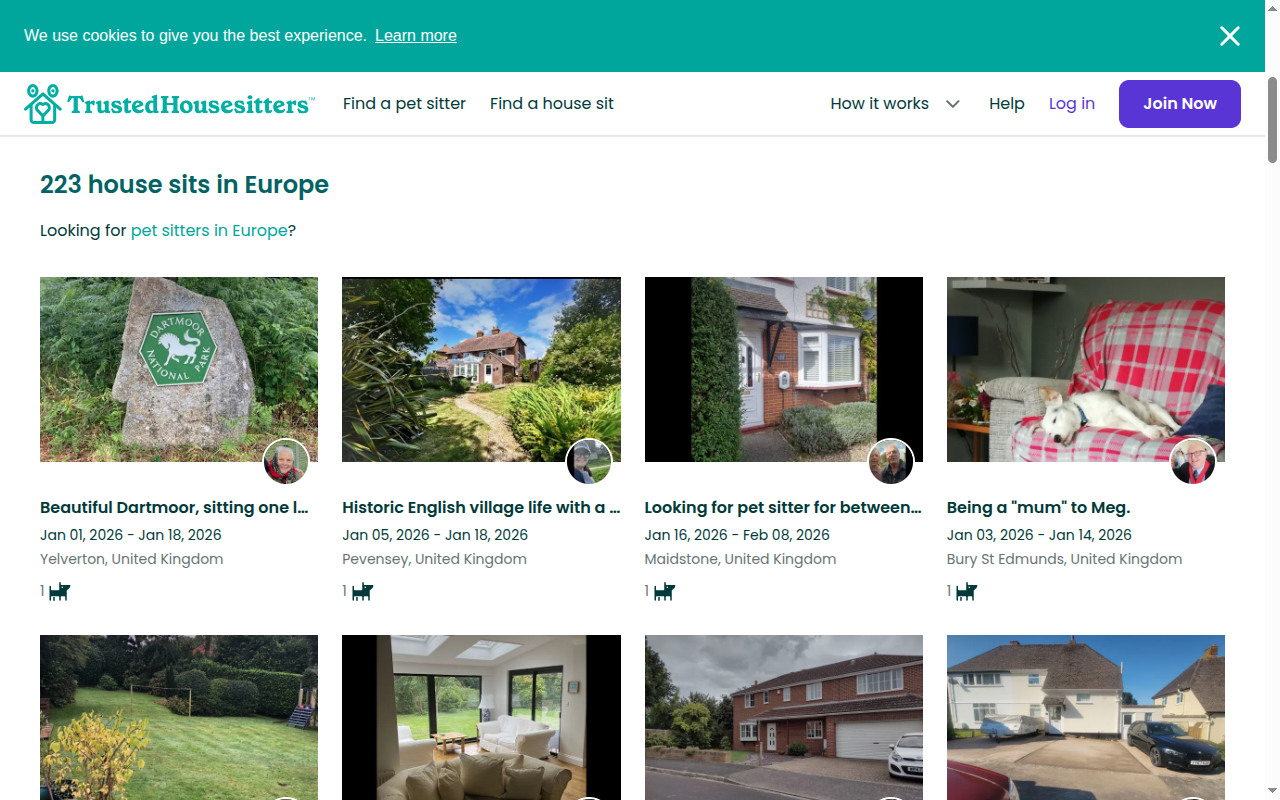 We use cookies to give you the best experience. Learn more
TrustedHousesitters™
Find a pet sitter
Find a house sit
How it works
Help
Log in
Join Now
223 house sits in Europe
Looking for pet sitters in Europe?
DARTMOOR
NATIONAL PARK
Beautiful Dartmoor, sitting one l...
Jan 01, 2026 - Jan 18, 2026
Yelverton, United Kingdom
1
Historic English village life with a ...
Jan 05, 2026 - Jan 18, 2026
Pevensey, United Kingdom
1
Looking for pet sitter for between...
Jan 16, 2026 - Feb 08, 2026
Maidstone, United Kingdom
1
Being a "mum" to Meg.
Jan 03, 2026 - Jan 14, 2026
Bury St Edmunds, United Kingdom
1